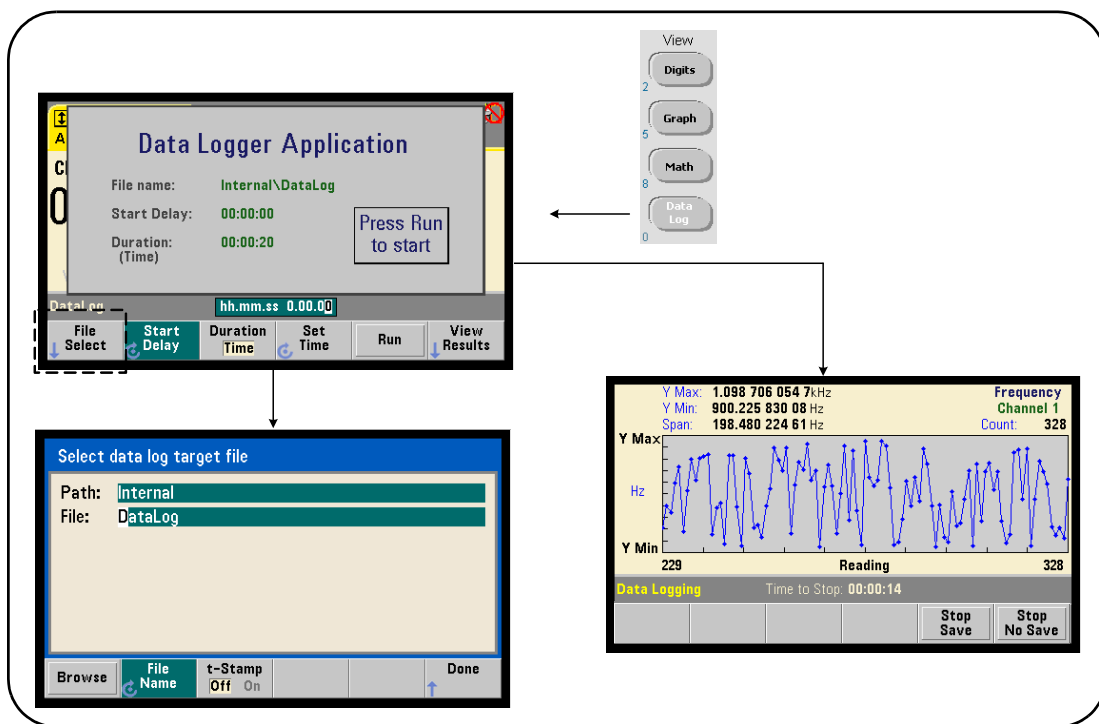 View
Digits
2
Graph
5
Math
8
Data
Log
0
A
Cl
0
Data Logger Application
File name: Internal\DataLog
Start Delay: 00:00:00
Duration: 00:00:20
(Time)
Press Run
to start
DataLog hh.mm.ss 0.00.00
File
Select
Start
Delay
Duration
Time
Set
Time
Run
View
Results
Select data log target file
Path: Internal
File: DataLog
Browse
File
Name
t-Stamp
Off On
Done
Y Max: 1.098 706 054 7kHz Frequency
Y Min: 900.225 830 08 Hz Channel 1
Span: 198.480 224 61 Hz Count: 328
Y Max
Hz
Y Min
229 Reading 328
Data Logging Time to Stop: 00:00:14
Stop
Save
Stop
No Save